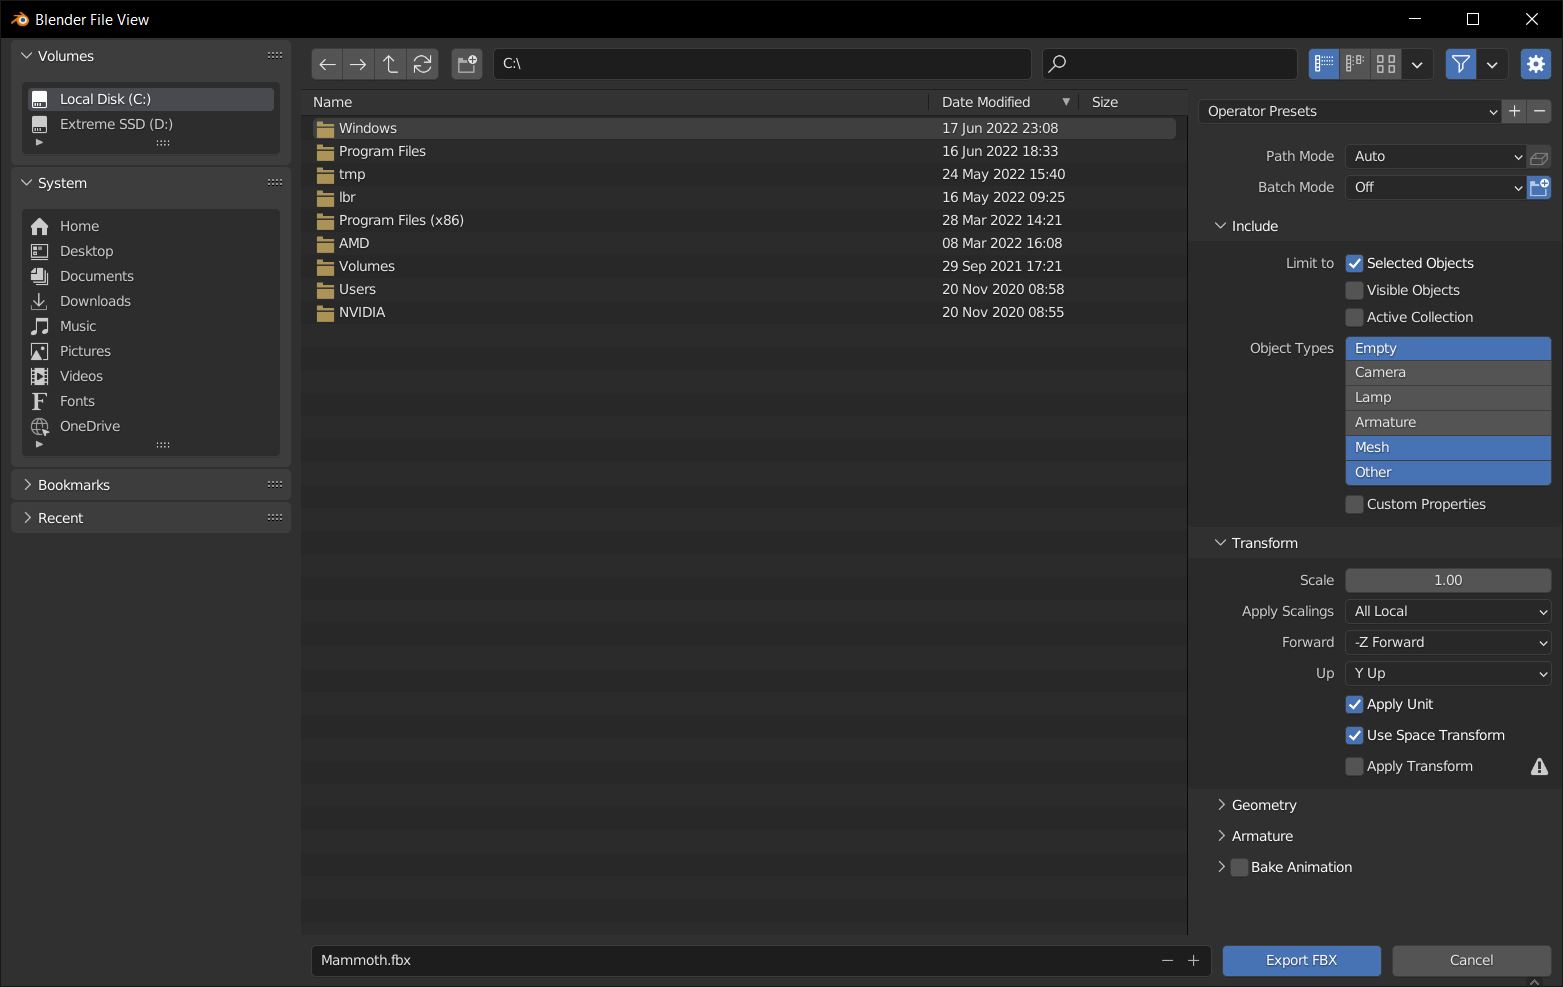 Blender File View
Volumes
Local Disk (C:)
Extreme SSD (D:)
System
Home
Desktop
Documents
Downloads
Music
Pictures
Videos
Fonts
OneDrive
Bookmarks
Recent
C:\
Name Date Modified Size
Windows 17 Jun 2022 23:08
Program Files 16 Jun 2022 18:33
tmp 24 May 2022 15:40
lbr 16 May 2022 09:25
Program Files (x86) 28 Mar 2022 14:21
AMD 08 Mar 2022 16:08
Volumes 29 Sep 2021 17:21
Users 20 Nov 2020 08:58
NVIDIA 20 Nov 2020 08:55
Operator Presets
Path Mode Auto
Batch Mode Off
Include
Limit to Selected Objects
Visible Objects
Active Collection
Object Types Empty
Camera
Lamp
Armature
Mesh
Other
Custom Properties
Transform
Scale 1.00
Apply Scalings All Local
Forward -Z Forward
Up Y Up
Apply Unit
Use Space Transform
Apply Transform
Geometry
Armature
Bake Animation
Mammoth.fbx
Export FBX
Cancel